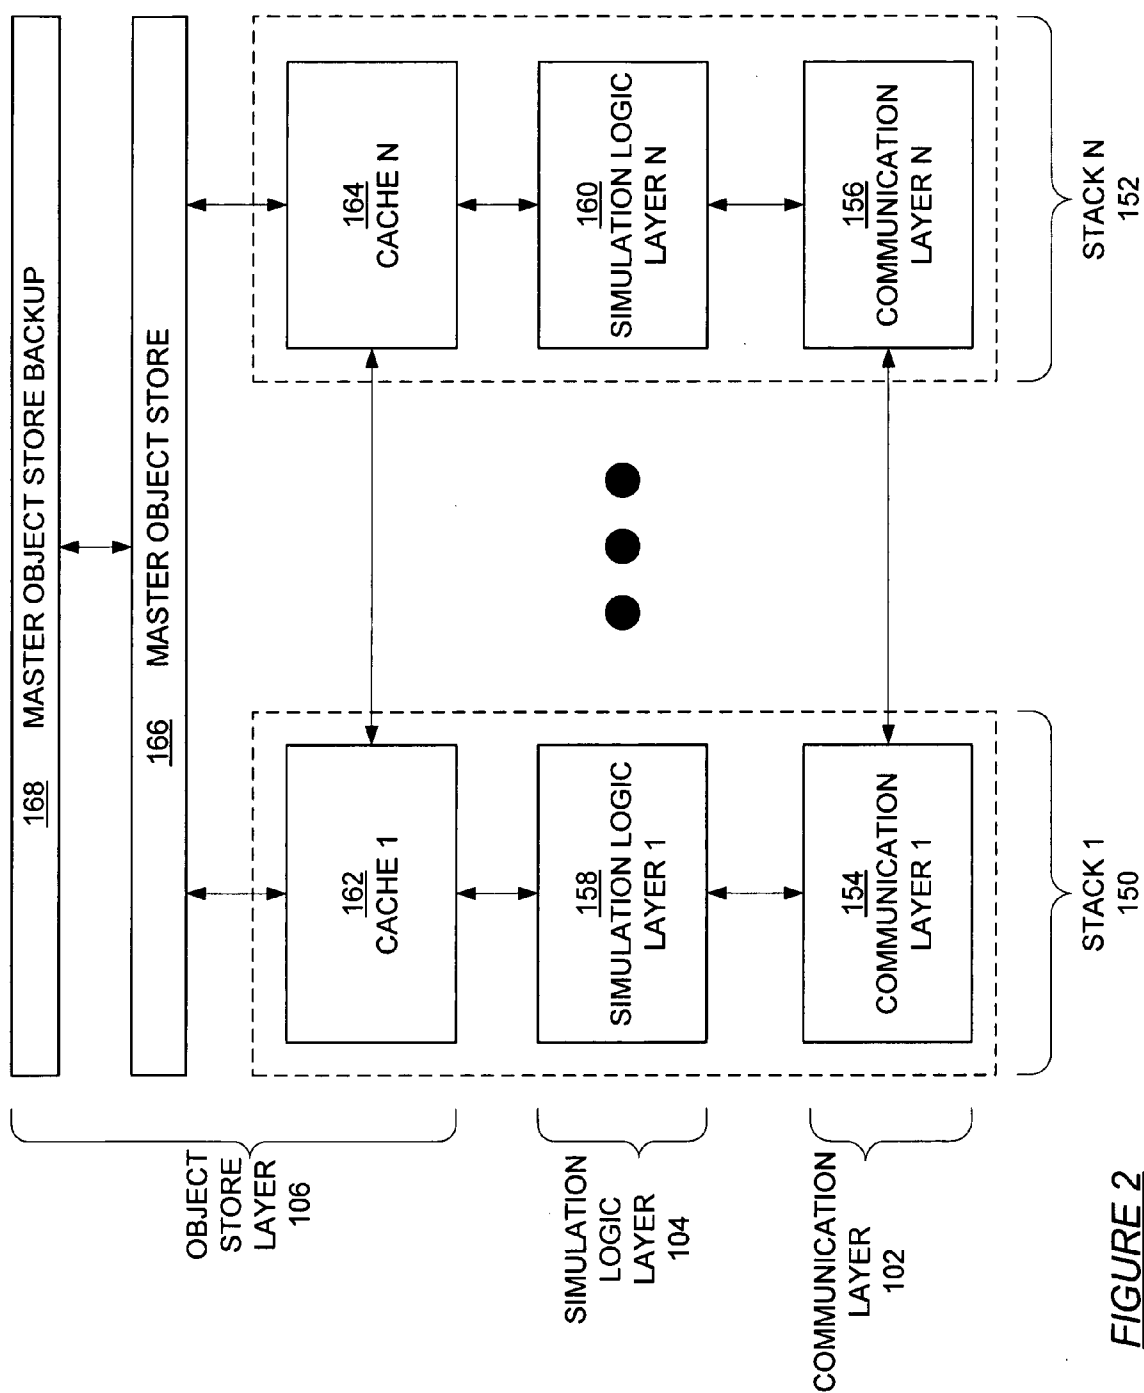 168 MASTER OBJECT STORE BACKUP
166 MASTER OBJECT STORE
OBJECT
STORE
LAYER
106
162
CACHE 1
164
CACHE N
SIMULATION
LOGIC
LAYER
104
158
SIMULATION LOGIC
LAYER 1
160
SIMULATION LOGIC
LAYER N
COMMUNICATION
LAYER
102
154
COMMUNICATION
LAYER 1
156
COMMUNICATION
LAYER N
STACK 1
150
STACK N
152
FIGURE 2